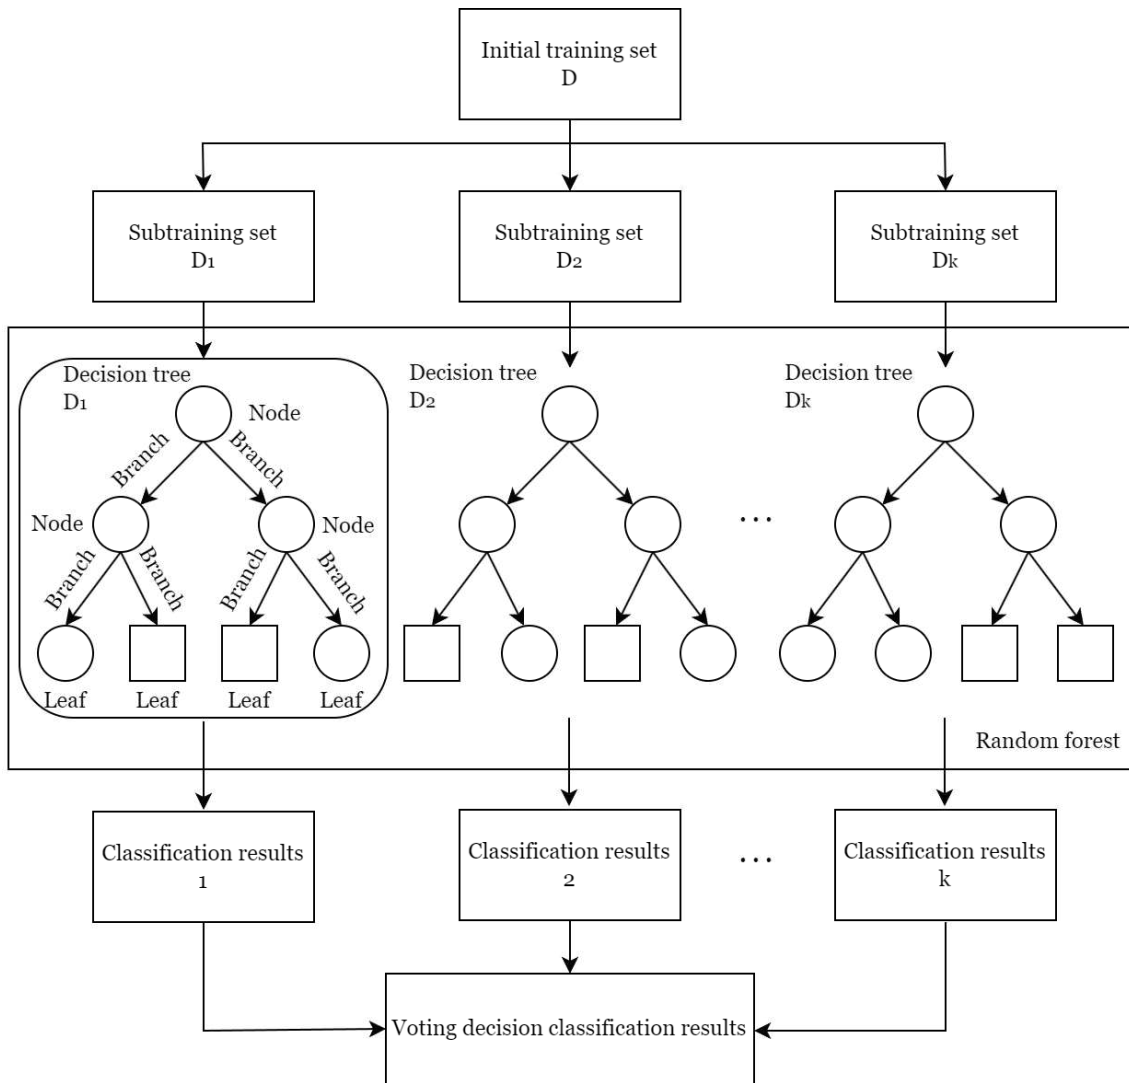 Initial training set
D
Subtraining set
D1
Subtraining set
D2
Subtraining set
Dk
Decision tree
D1
Node
Branch
Branch
Node
Node
Branch
Branch
Branch
Branch
Leaf
Leaf
Leaf
Leaf
Decision tree
D2
...
Decision tree
Dk
Random forest
Classification results
1
Classification results
2
...
Classification results
k
Voting decision classification results